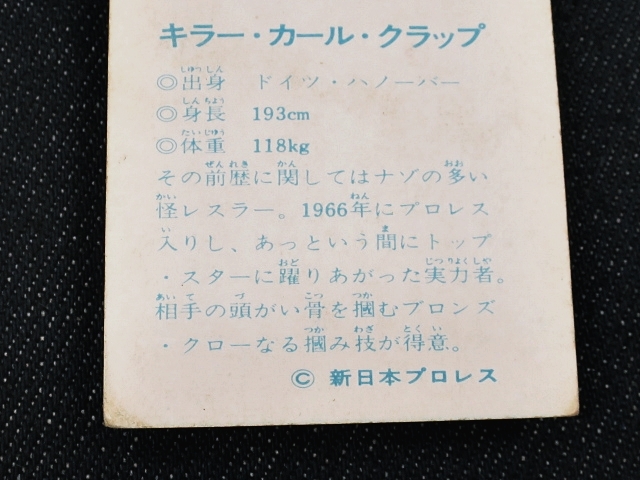 キラー・カール・クラップ
◎出身 ドイツ・ハノーバー
◎身長 193cm
◎体重 118kg
その前歴に関してはナゾの多い
怪レスラー。1966年にプロレス
入りし、あっという間にトップ
・スターに躍りあがった実力者。
相手の頭がい骨を摑むブロンズ
・クローなる摑み技が得意。
© 新日本プロレス